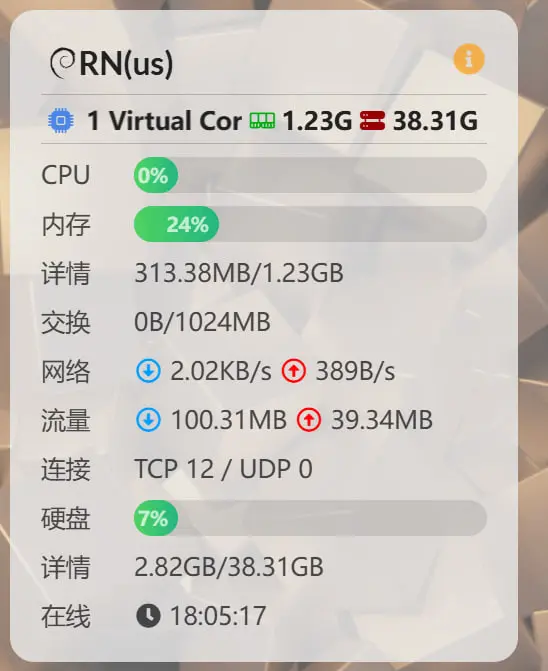 RN(us)
1 Virtual Cor 1.23G 38.31G
CPU 0%
内存 24%
详情 313.38MB/1.23GB
交换 0B/1024MB
网络 2.02KB/s 389B/s
流量 100.31MB 39.34MB
连接 TCP 12 / UDP 0
硬盘 7%
详情 2.82GB/38.31GB
在线 18:05:17